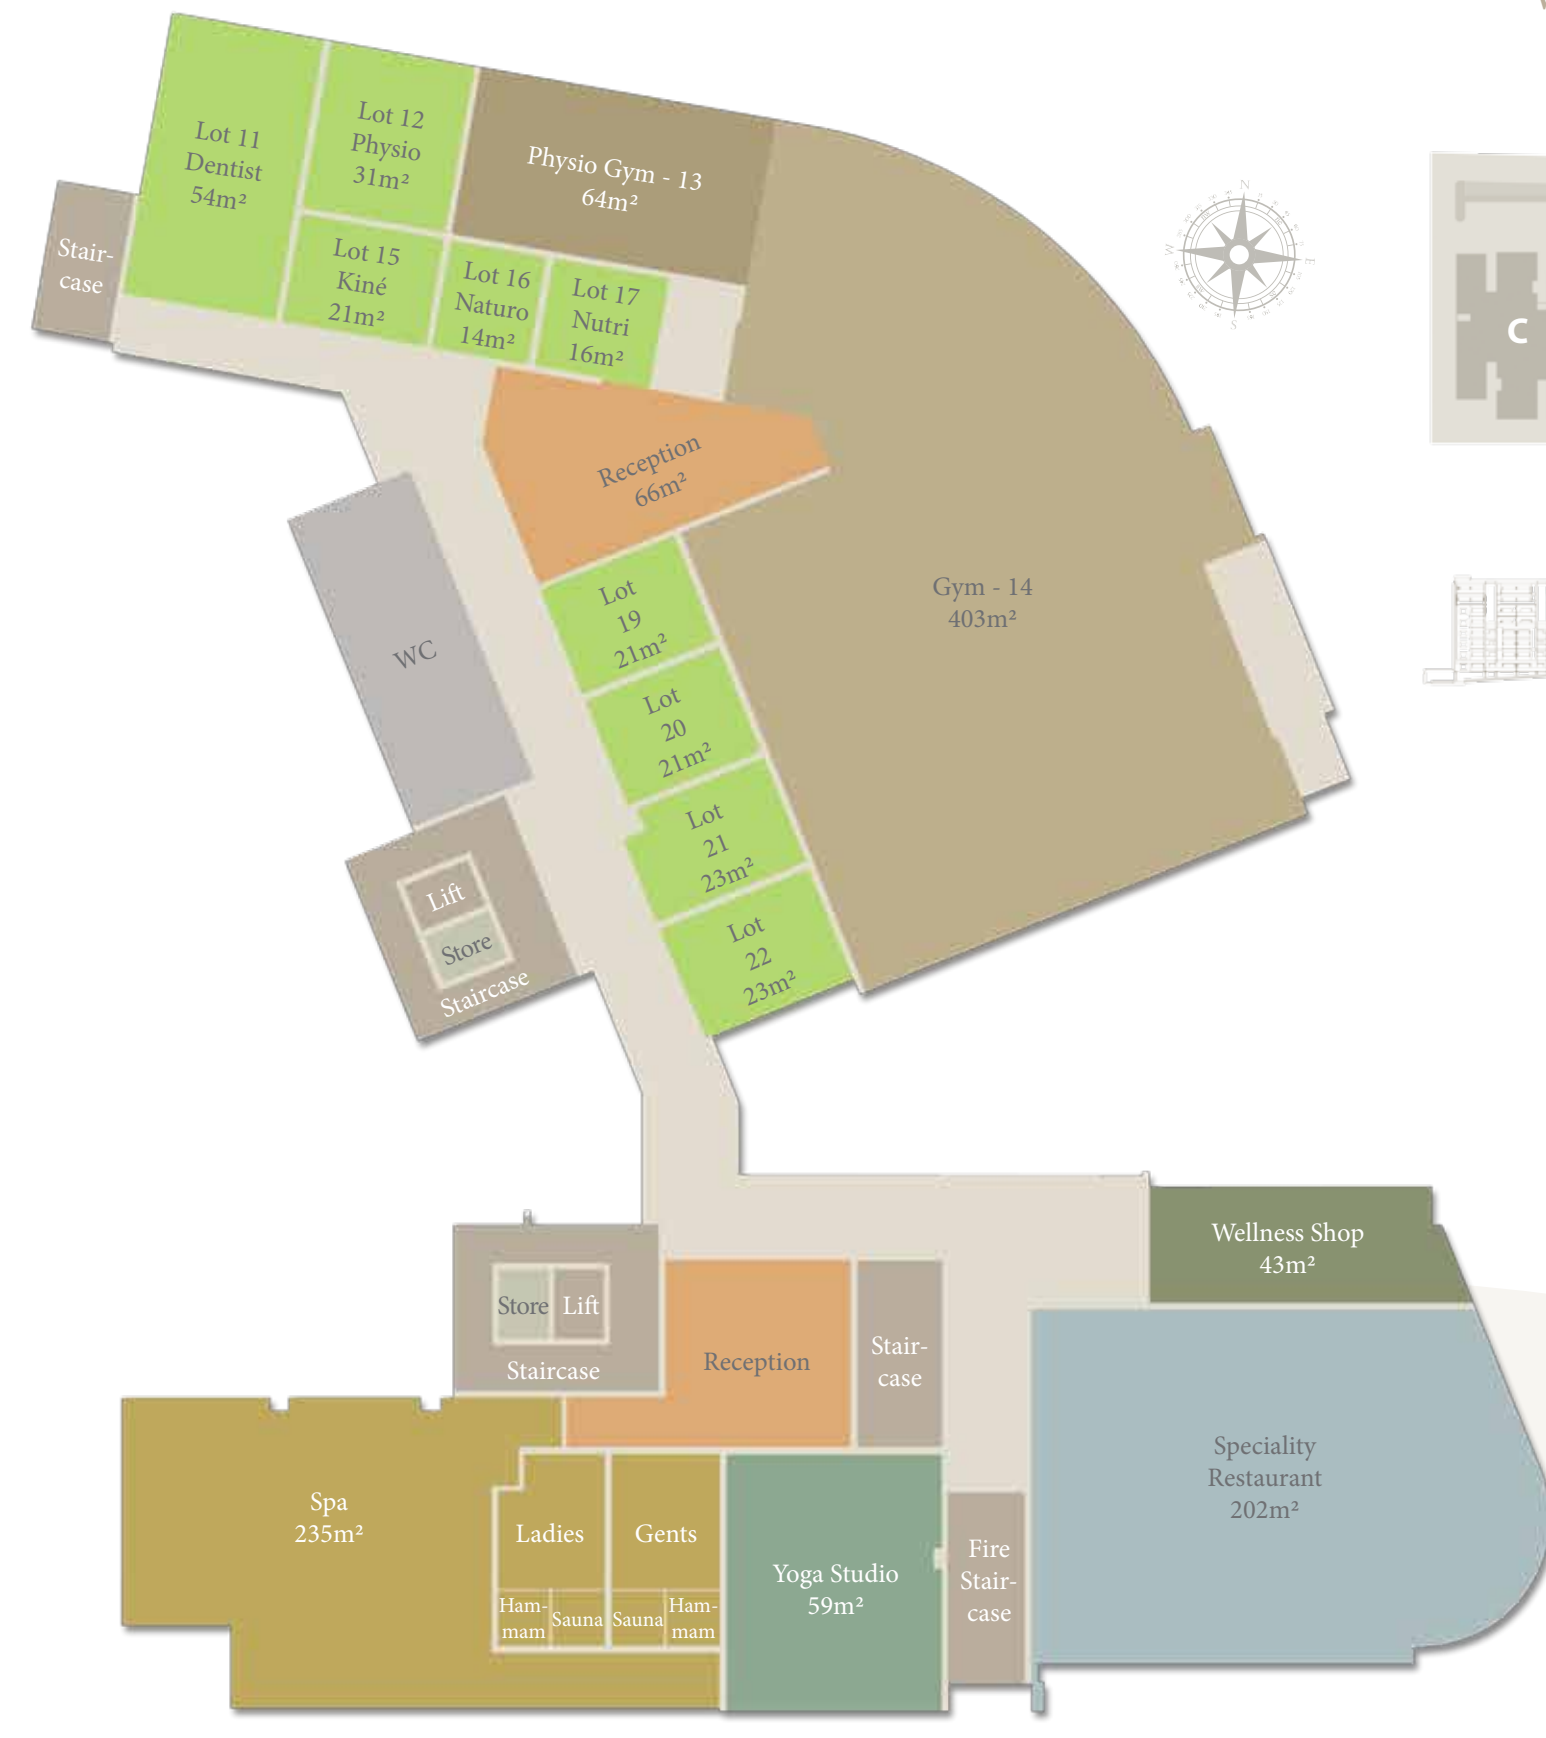 Lot 11
Dentist
54m²
Lot 12
Physio
31m²
Physio Gym - 13
64m²
Stair-
case
Lot 15
Kiné
21m²
Lot 16
Naturo
14m²
Lot 17
Nutri
16m²
N
W
E
S
C
Reception
66m²
Gym - 14
403m²
Lot
19
21m²
WC
Lot
20
21m²
Lot
21
23m²
Lift
Store
Staircase
Lot
22
23m²
Wellness Shop
43m²
Store
Lift
Staircase
Reception
Stair-
case
Speciality
Restaurant
202m²
Spa
235m²
Ladies
Gents
Ham-
mam
Sauna
Sauna
Ham-
mam
Yoga Studio
59m²
Fire
Stair-
case